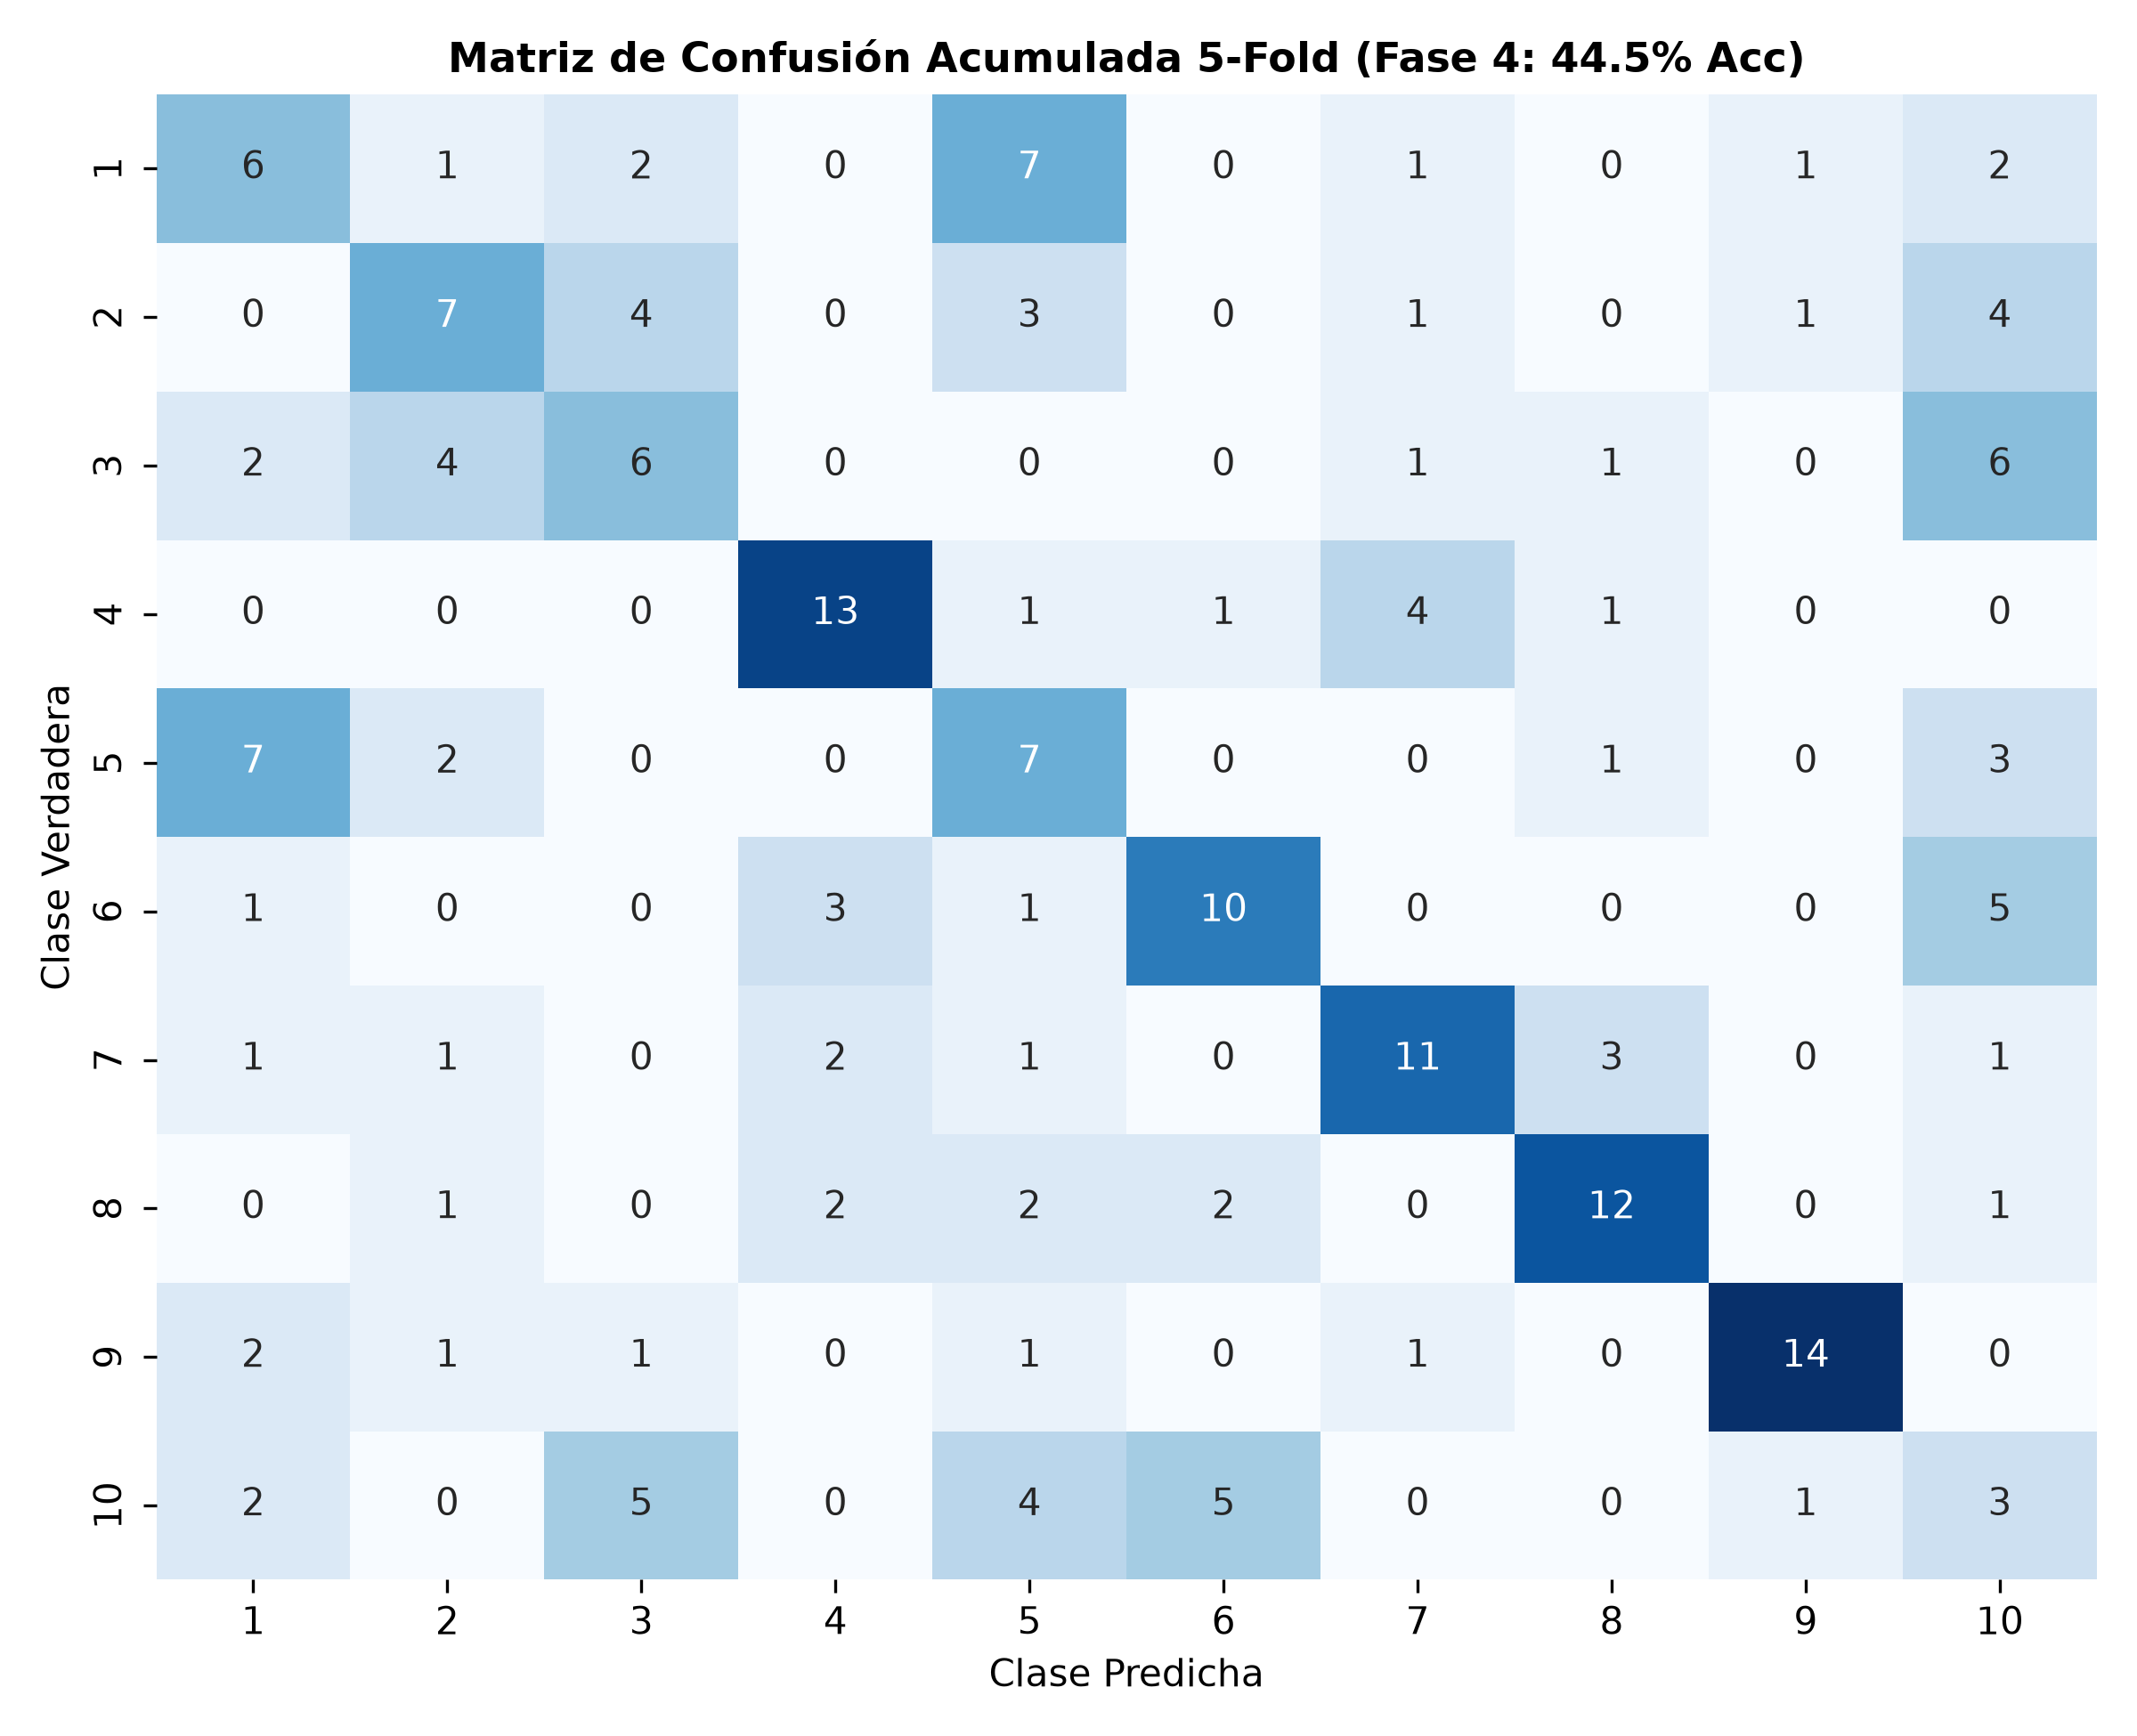 Matriz de Confusión Acumulada 5-Fold (Fase 4: 44.5% Acc)
Clase Verdadera
1 6 1 2 0 7 0 1 0 1 2
2 0 7 4 0 3 0 1 0 1 4
3 2 4 6 0 0 0 1 1 0 6
4 0 0 0 13 1 1 4 1 0 0
5 7 2 0 0 7 0 0 1 0 3
6 1 0 0 3 1 10 0 0 0 5
7 1 1 0 2 1 0 11 3 0 1
8 0 1 0 2 2 2 0 12 0 1
9 2 1 1 0 1 0 1 0 14 0
10 2 0 5 0 4 5 0 0 1 3
1 2 3 4 5 6 7 8 9 10
Clase Predicha